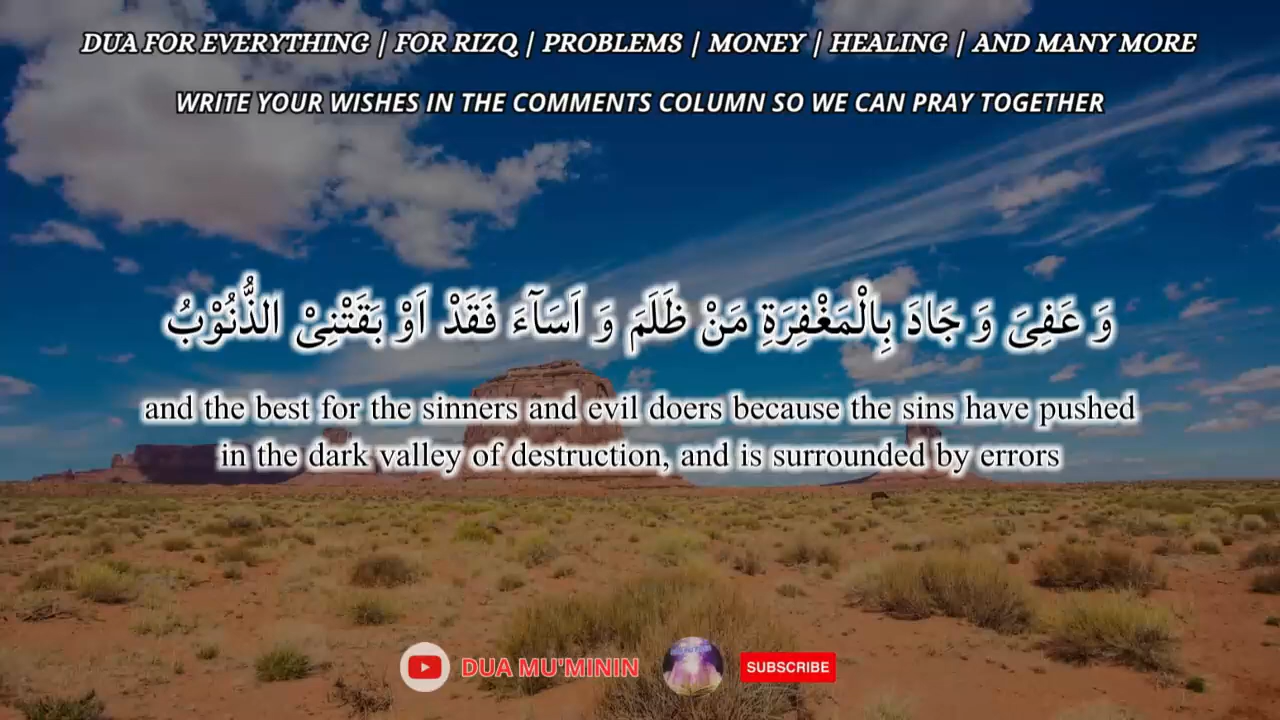 DUA FOR EVERYTHING | FOR RIZQ | PROBLEMS | MONEY | HEALING | AND MANY MORE
WRITE YOUR WISHES IN THE COMMENTS COLUMN SO WE CAN PRAY TOGETHER
وَ عَفِىَ وَ جَادَ بِالْمَغْفِرَةِ مَنْ ظَلَمَ وَ اَسَآءَ فَقَدْ اَوْ بَقَتْنِىْ الذُّنُوْبُ
and the best for the sinners and evil doers because the sins have pushed
in the dark valley of destruction, and is surrounded by errors
DUA MU'MININ
SUBSCRIBE